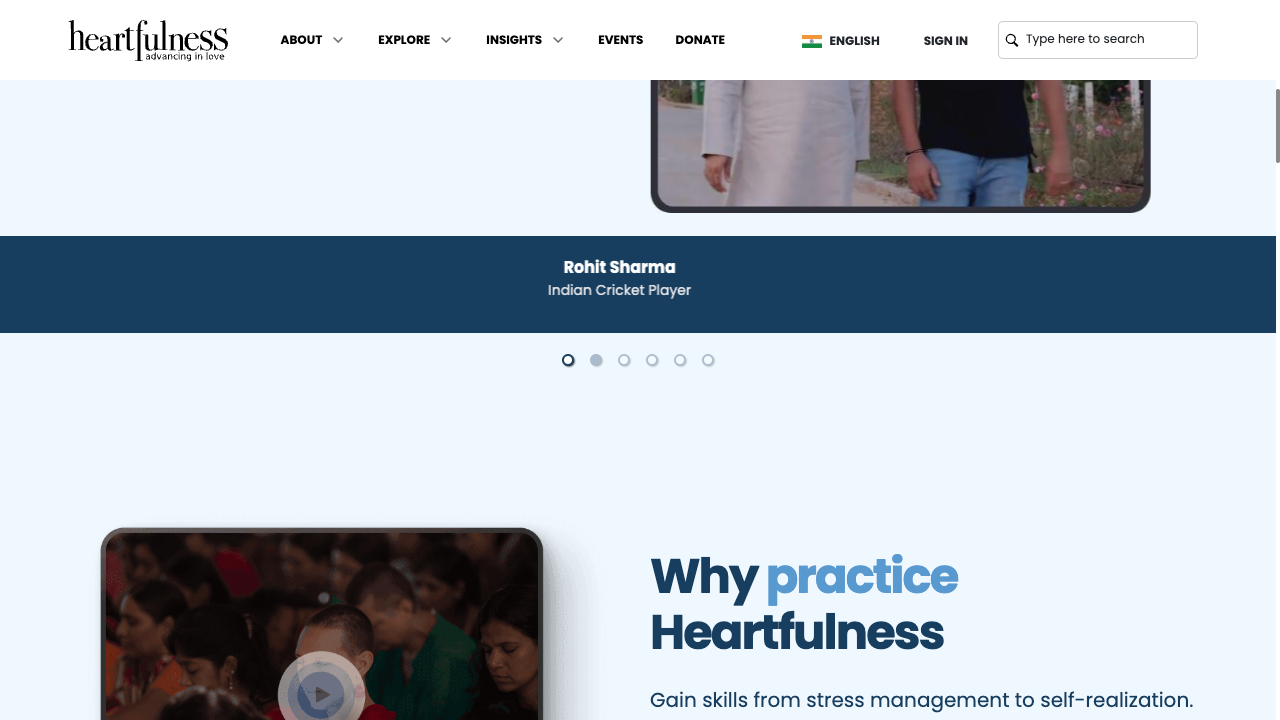 heartfulness
advancing in love
ABOUT
EXPLORE
INSIGHTS
EVENTS
DONATE
ENGLISH
SIGN IN
Type here to search
Rohit Sharma
Indian Cricket Player
Why practice
Heartfulness
Gain skills from stress management to self-realization.